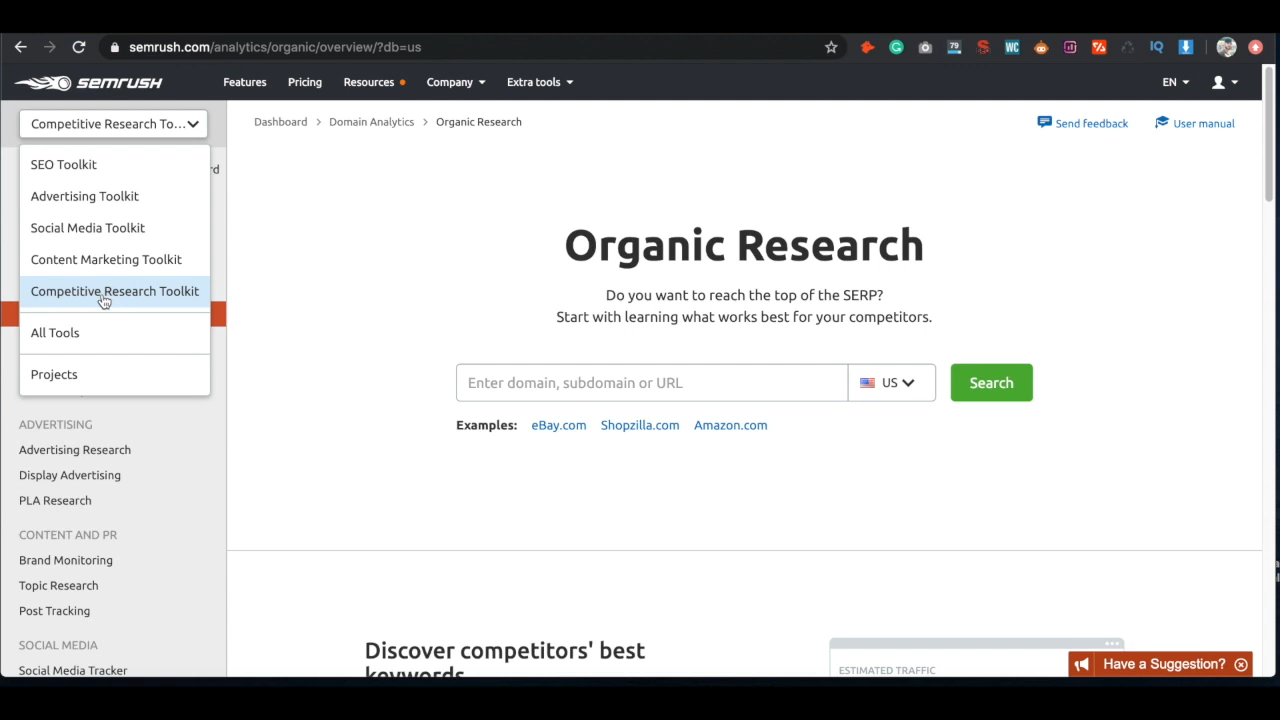 semrush.com/analytics/organic/overview/?db=us
79
WC
IQ
SEMRUSH
Features
Pricing
Resources
Company
Extra tools
EN
Competitive Research To...
Dashboard > Domain Analytics > Organic Research
Send feedback
User manual
SEO Toolkit
rd
Advertising Toolkit
Social Media Toolkit
Content Marketing Toolkit
Competitive Research Toolkit
All Tools
Projects
Organic Research
Do you want to reach the top of the SERP?
Start with learning what works best for your competitors.
Enter domain, subdomain or URL
US
Search
Examples: eBay.com Shopzilla.com Amazon.com
ADVERTISING
Advertising Research
Display Advertising
PLA Research
CONTENT AND PR
Brand Monitoring
Topic Research
Post Tracking
SOCIAL MEDIA
Social Media Tracker
Discover competitors' best
keywords
ESTIMATED TRAFFIC
Have a Suggestion?